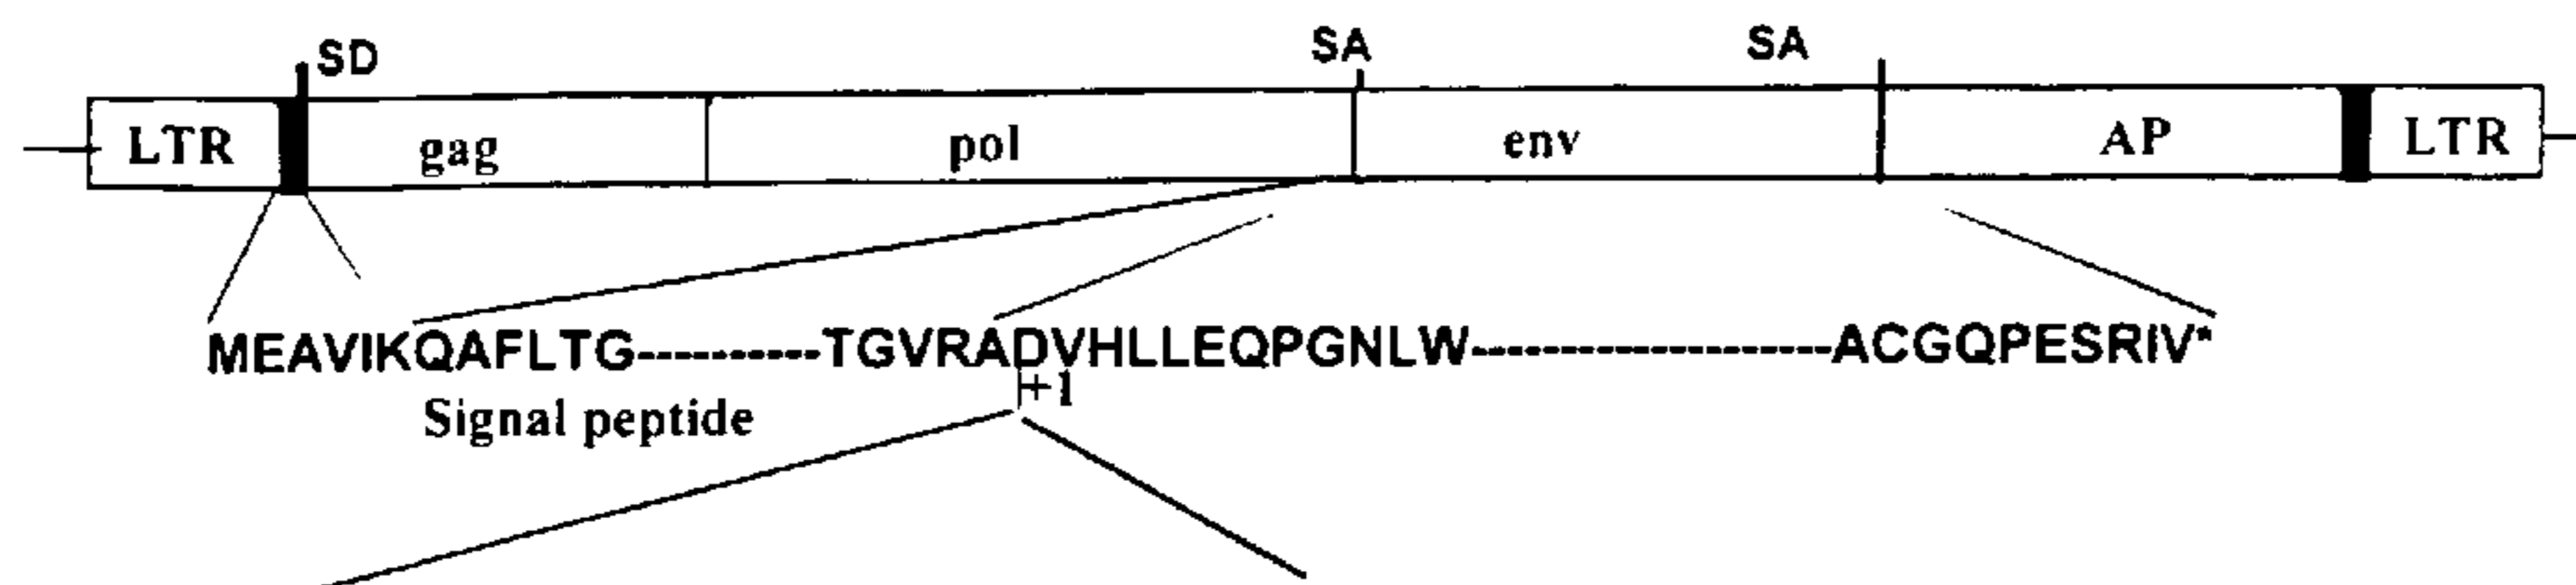 SD SA SA
LTR gag pol env AP LTR
MEAVIKQAFLTG----------TGVRADVHLLEQPGNLW--------------------ACGQPESRIV*
+1
Signal peptide